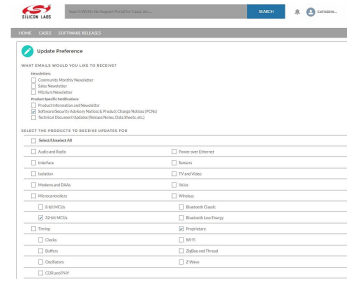 SILICON LABS
SEARCH
HOME CASES SOFTWARE RELEASES
Update Preference
WHAT EMAILS WOULD YOU LIKE TO RECEIVE?
Newsletters
Community Monthly Newsletter
Sales Newsletter
Product Specific Notifications
Product Information and Newsletter
Software/Security Advisory Notices & Product Change Notices (PCNs)
Technical Document Updates (Release Notes, Data Sheets, etc.)
SELECT THE PRODUCTS TO RECEIVE UPDATES FOR
Select/Unselect All
Audio and Radio Power over Ethernet
Interface Sensors
Isolation TV and Video
Modems and DAAs Voice
Microcontrollers Wireless
8-bit MCUs Bluetooth Classic
32-bit MCUs Bluetooth Low Energy
Timing Proprietary
Clocks Wi-Fi
Buffers ZigBee and Thread
Oscillators Z-Wave
CDR and PHY